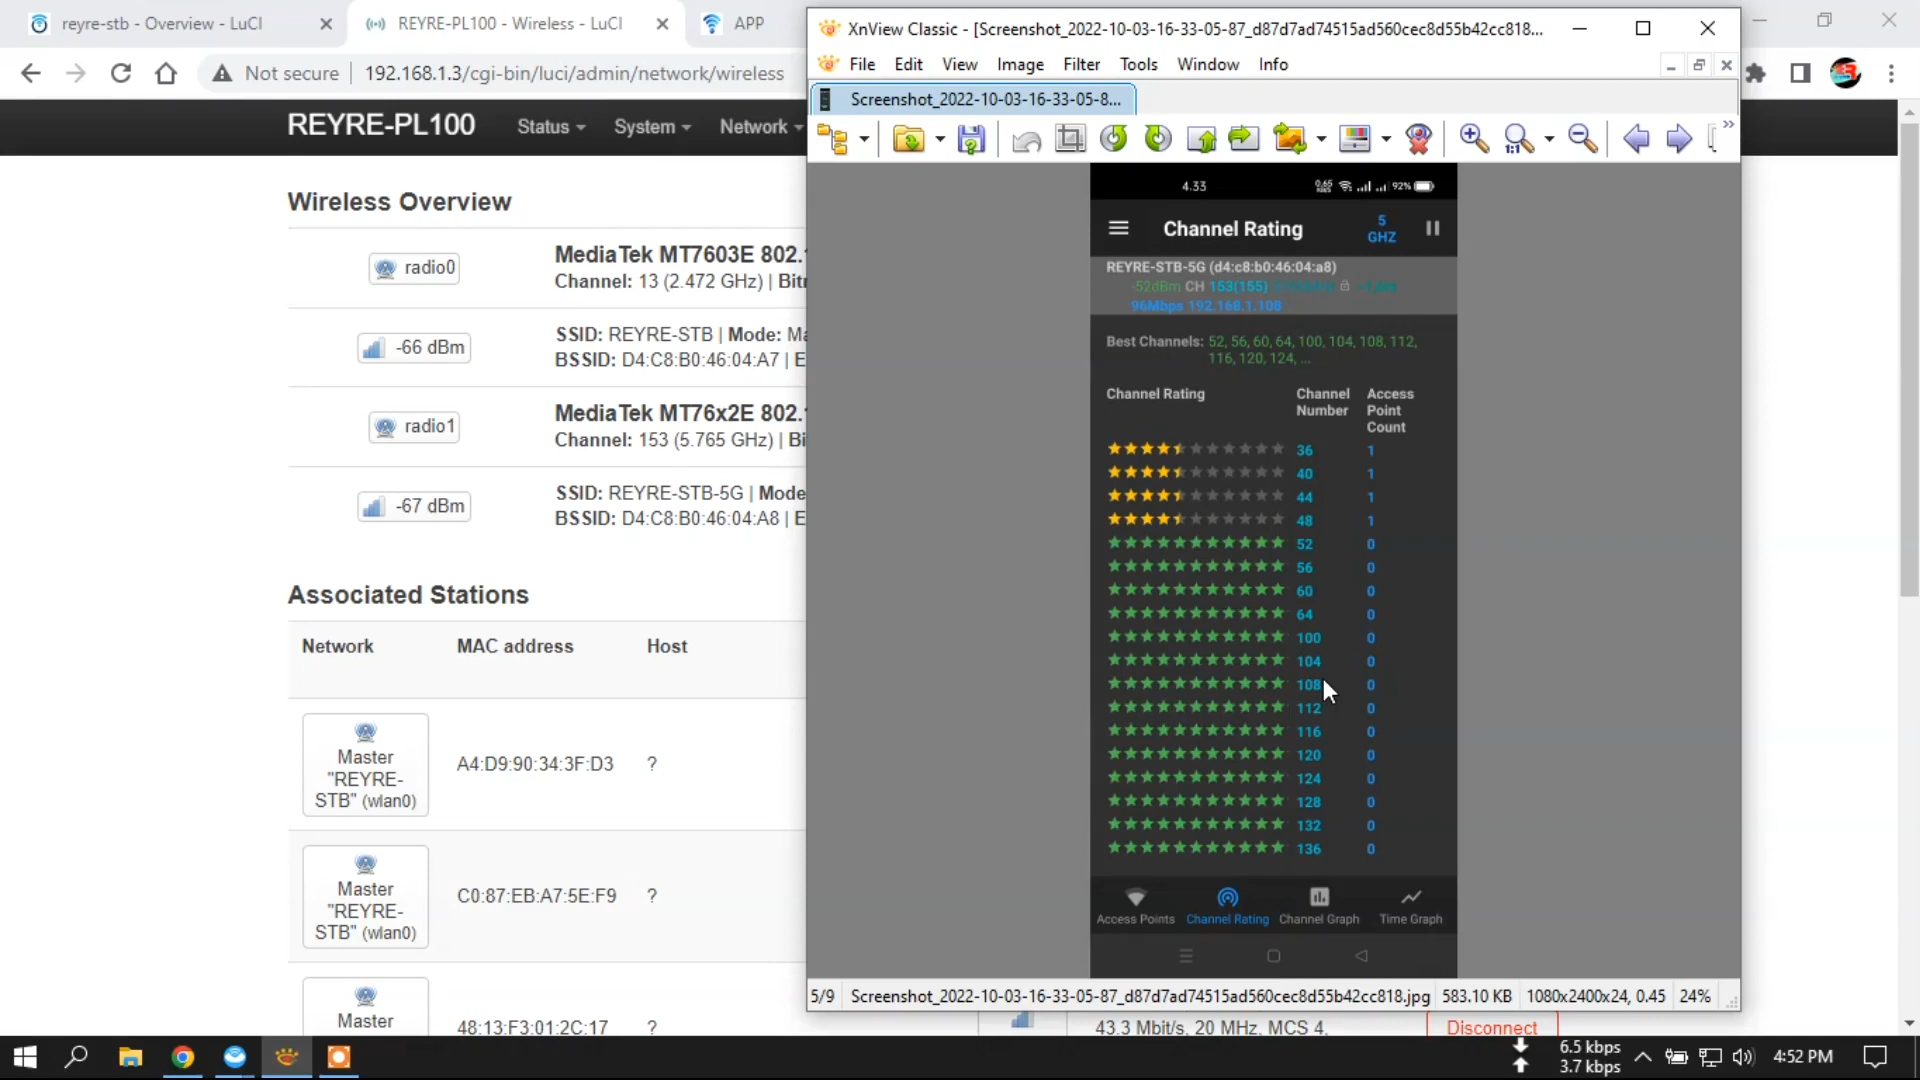 reyre-stb - Overview - LuCI
REYRE-PL100 - Wireless - LuCI
APP
Not secure
192.168.1.3/cgi-bin/luci/admin/network/wireless
REYRE-PL100
Status
System
Network
Wireless Overview
radio0
MediaTek MT7603E 802.1
Channel: 13 (2.472 GHz) | Bitr
-66 dBm
SSID: REYRE-STB | Mode: Ma
BSSID: D4:C8:B0:46:04:A7 | E
radio1
MediaTek MT76x2E 802.1
Channel: 153 (5.765 GHz) | Bi
-67 dBm
SSID: REYRE-STB-5G | Mode
BSSID: D4:C8:B0:46:04:A8 | E
Associated Stations
Network MAC address Host
Master
"REYRE-
STB" (wlan0)
A4:D9:90:34:3F:D3 ?
Master
"REYRE-
STB" (wlan0)
C0:87:EB:A7:5E:F9 ?
Master
48:13:F3:01:2C:17 ?
43.3 Mbit/s, 20 MHz, MCS 4,
Disconnect
XnView Classic - [Screenshot_2022-10-03-16-33-05-87_d87d7ad74515ad560cec8d55b42cc818...
File Edit View Image Filter Tools Window Info
Screenshot_2022-10-03-16-33-05-8...
1:1
4.33
0,65
92%
Channel Rating
5
GHZ
REYRE-STB-5G (d4:c8:b0:46:04:a8)
-52dBm CH 153(155)
96Mbps 192.168.1.108
Best Channels: 52, 56, 60, 64, 100, 104, 108, 112,
116, 120, 124, ...
Channel Rating
Channel
Number
Access
Point
Count
36 1
40 1
44 1
48 1
52 0
56 0
60 0
64 0
100 0
104 0
108 0
112 0
116 0
120 0
124 0
128 0
132 0
136 0
Access Points
Channel Rating
Channel Graph
Time Graph
5/9
Screenshot_2022-10-03-16-33-05-87_d87d7ad74515ad560cec8d55b42cc818.jpg
583.10 KB
1080x2400x24, 0.45
24%
6.5 kbps
3.7 kbps
4:52 PM